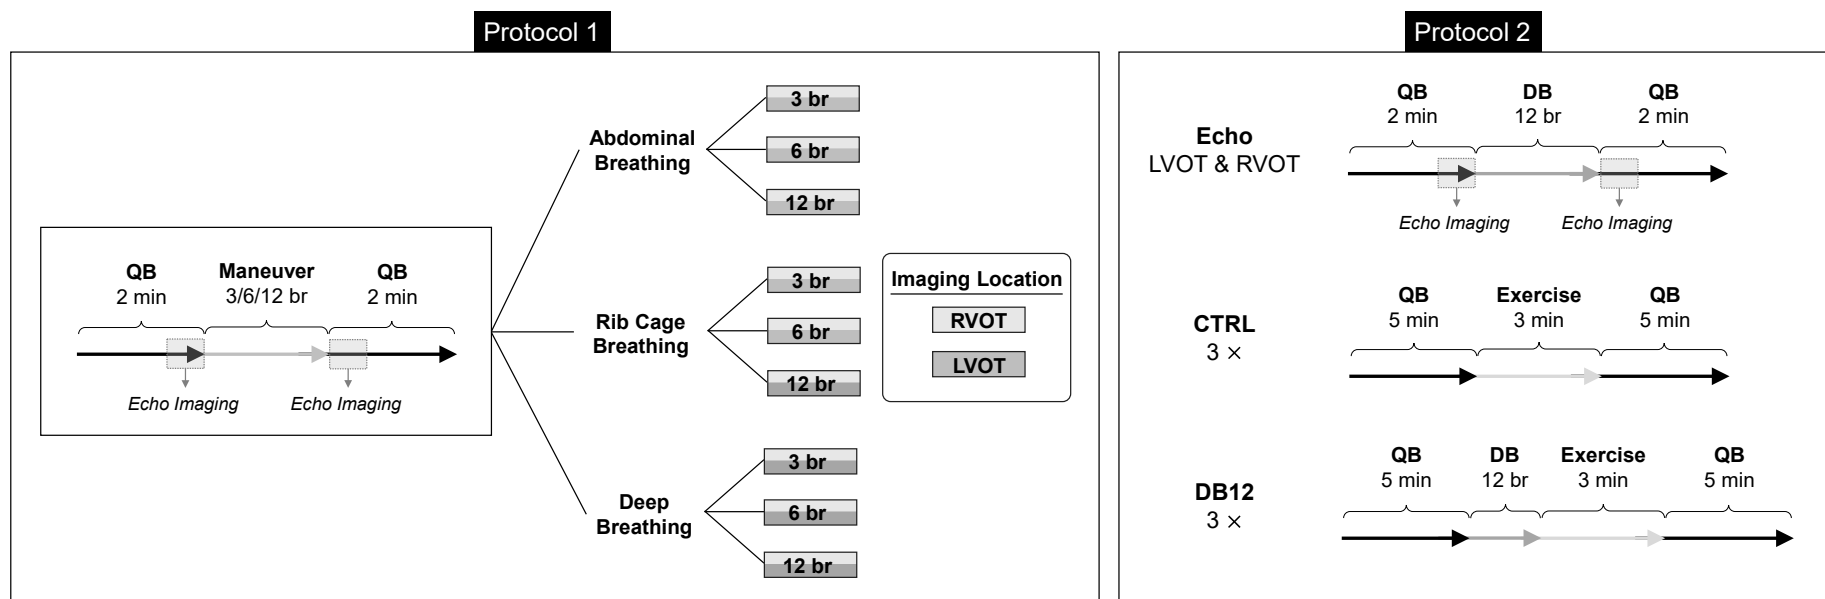 Protocol 1
QB
2 min
Maneuver
3/6/12 br
QB
2 min
Echo Imaging
Echo Imaging
Abdominal
Breathing
3 br
6 br
12 br
Rib Cage
Breathing
3 br
6 br
12 br
Deep
Breathing
3 br
6 br
12 br
Imaging Location
RVOT
LVOT
Protocol 2
Echo
LVOT & RVOT
QB
2 min
DB
12 br
QB
2 min
Echo Imaging
Echo Imaging
CTRL
3 ×
QB
5 min
Exercise
3 min
QB
5 min
DB12
3 ×
QB
5 min
DB
12 br
Exercise
3 min
QB
5 min